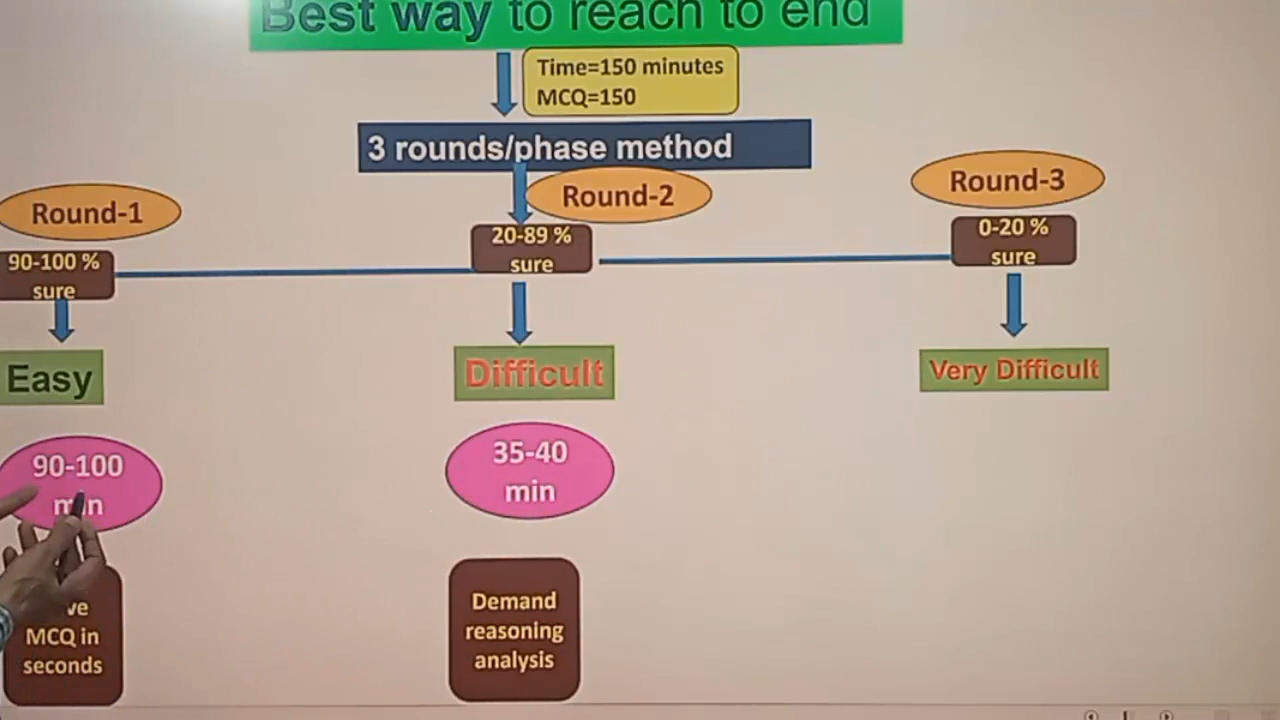 Best way to reach to end
Time=150 minutes
MCQ=150
3 rounds/phase method
Round-1
Round-2
Round-3
90-100 %
sure
20-89 %
sure
0-20 %
sure
Easy
Difficult
Very Difficult
90-100
min
35-40
min
MCQ in
seconds
Demand
reasoning
analysis